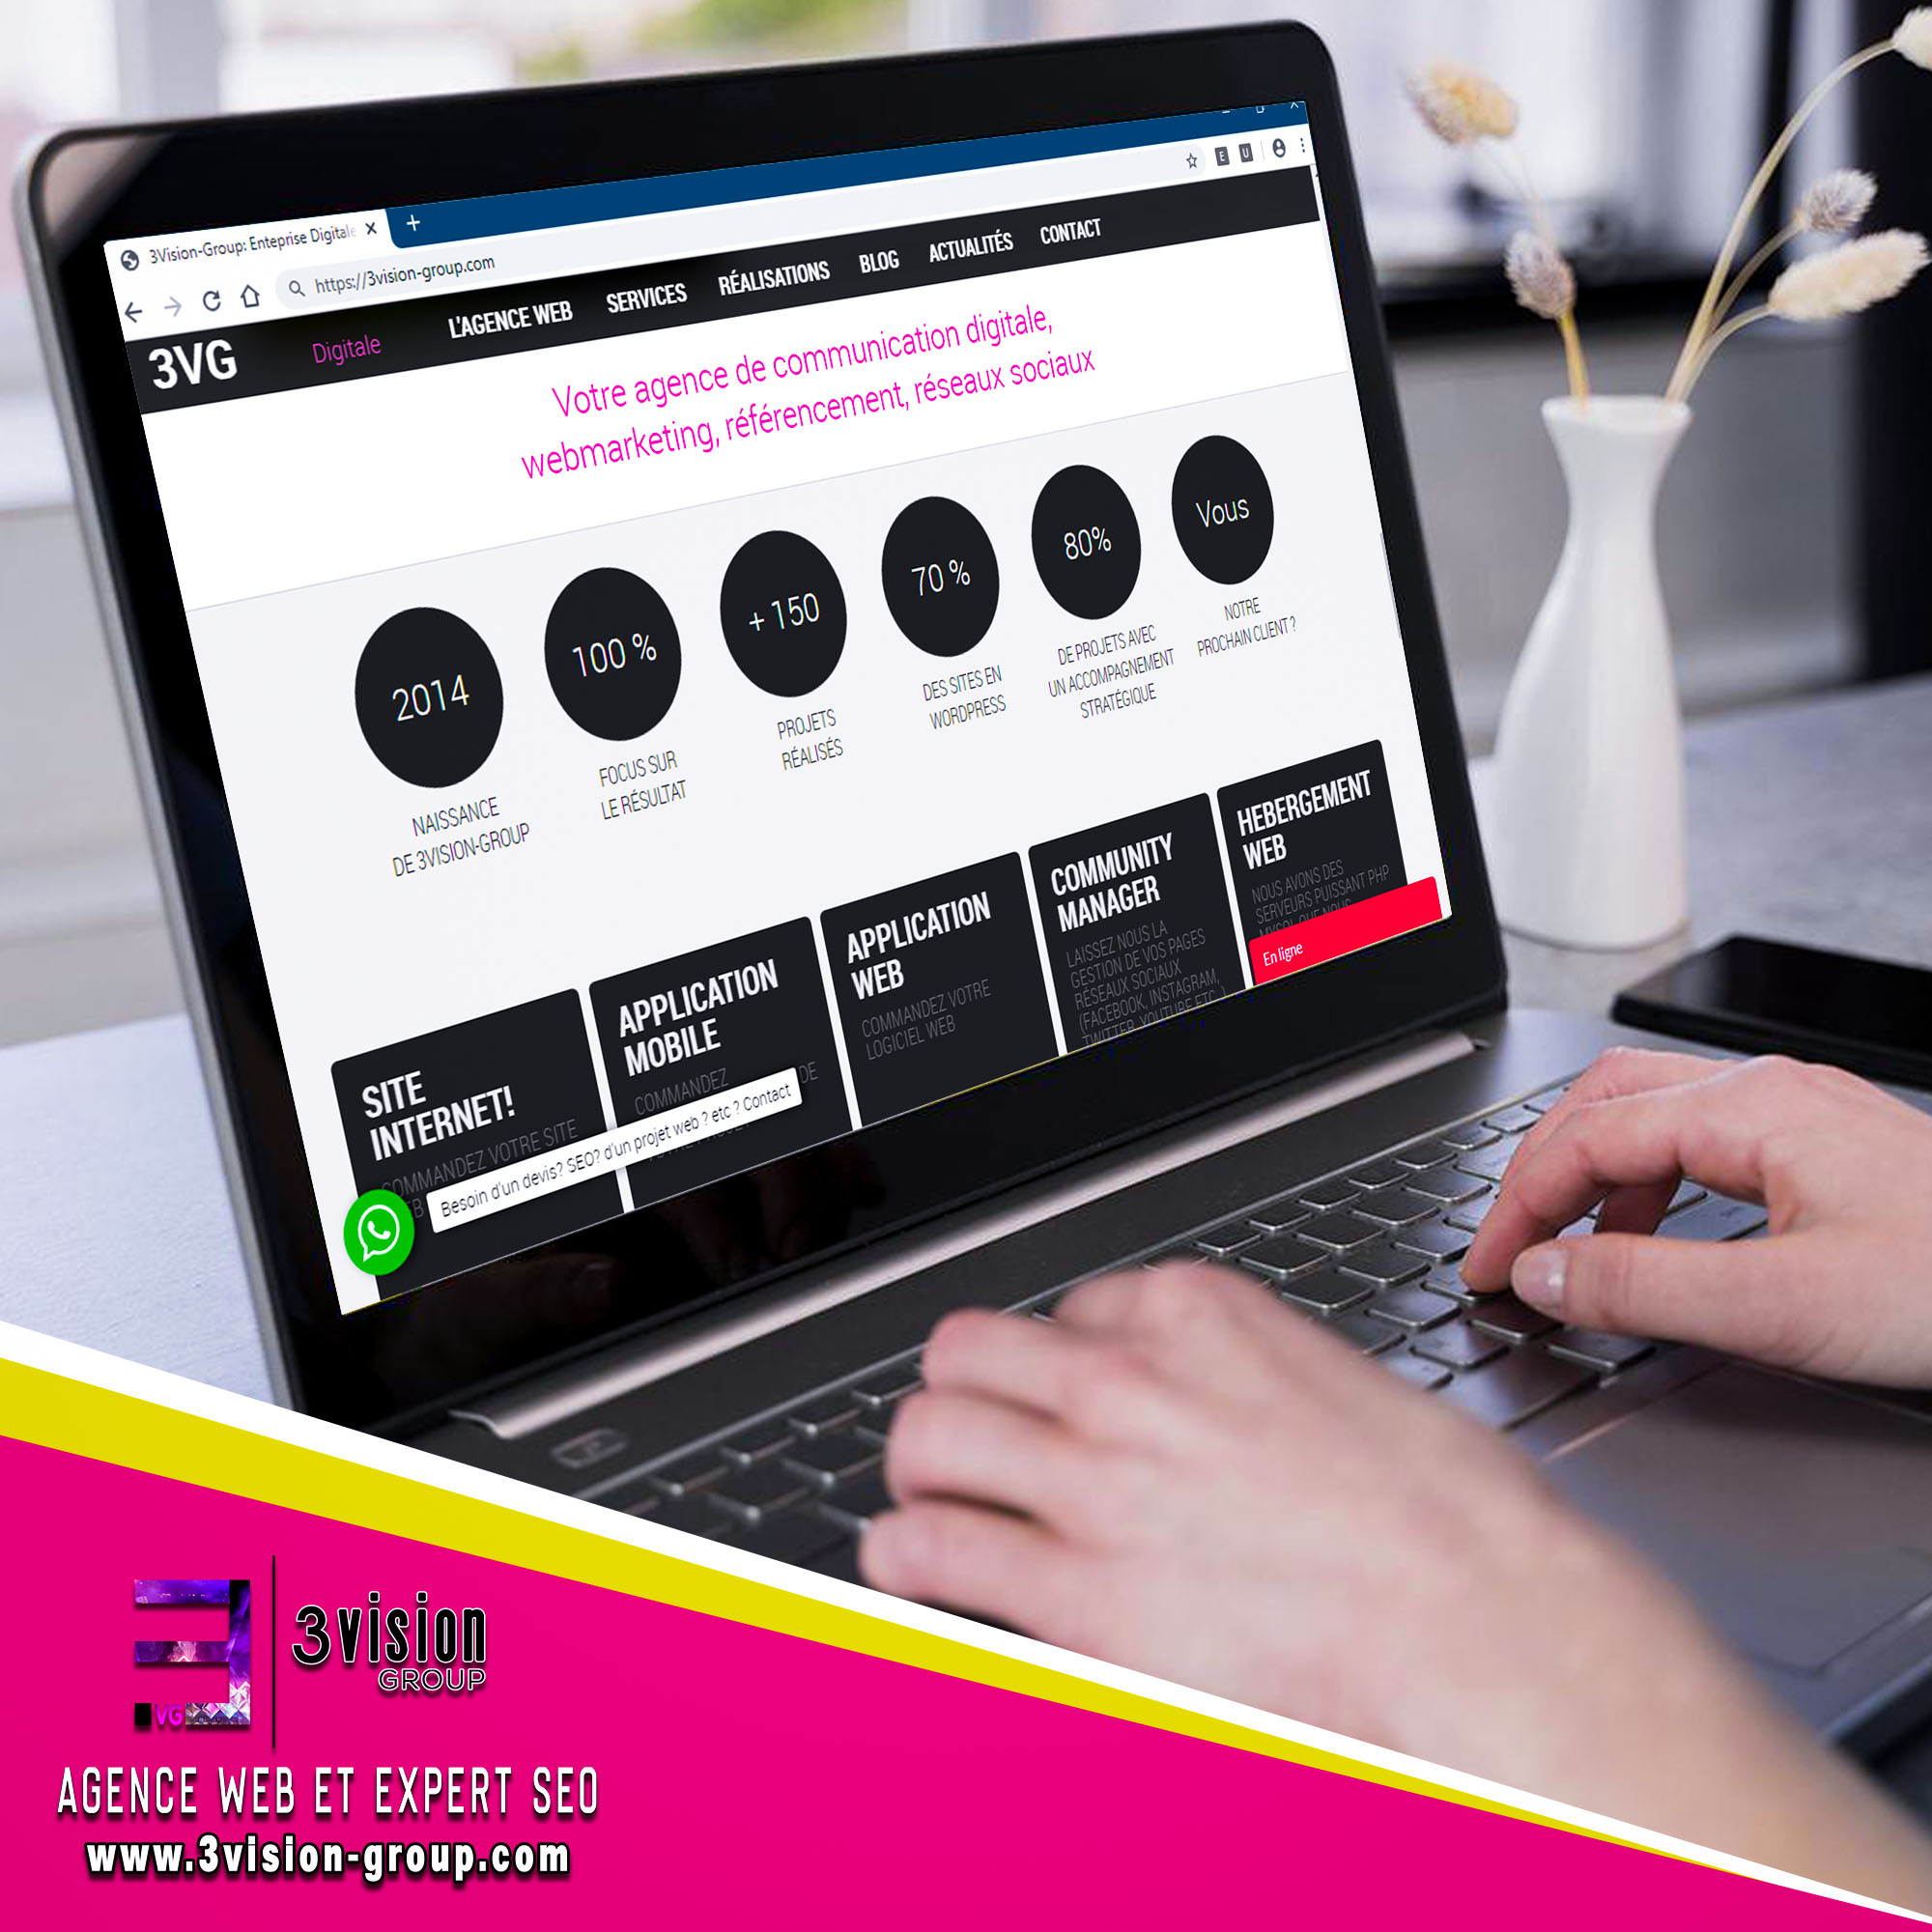 3Vision-Group: Enteprise Digitale
https://3vision-group.com
3VG
Digitale
L'AGENCE WEB
SERVICES
RÉALISATIONS
BLOG
ACTUALITÉS
CONTACT
Votre agence de communication digitale,
webmarketing, référencement, réseaux sociaux
2014
NAISSANCE
DE 3VISION-GROUP
100 %
FOCUS SUR
LE RÉSULTAT
+ 150
PROJETS
RÉALISÉS
70 %
DES SITES EN
WORDPRESS
80%
DE PROJETS AVEC
UN ACCOMPAGNEMENT
STRATÉGIQUE
Vous
NOTRE
PROCHAIN CLIENT ?
SITE
INTERNET!
COMMANDEZ VOTRE SITE
APPLICATION
MOBILE
COMMANDEZ
DE
APPLICATION
WEB
COMMANDEZ VOTRE
LOGICIEL WEB
COMMUNITY
MANAGER
LAISSEZ NOUS LA
GESTION DE VOS PAGES
RÉSEAUX SOCIAUX
(FACEBOOK, INSTAGRAM,
TWITTER, YOUTUBE ETC..)
HEBERGEMENT
WEB
NOUS AVONS DES
SERVEURS PUISSANT PHP
MYSQL QUE NOUS
En ligne
Besoin d'un devis? SEO? d'un projet web ? etc ? Contact
VG
3vision
GROUP
AGENCE WEB ET EXPERT SEO
www.3vision-group.com